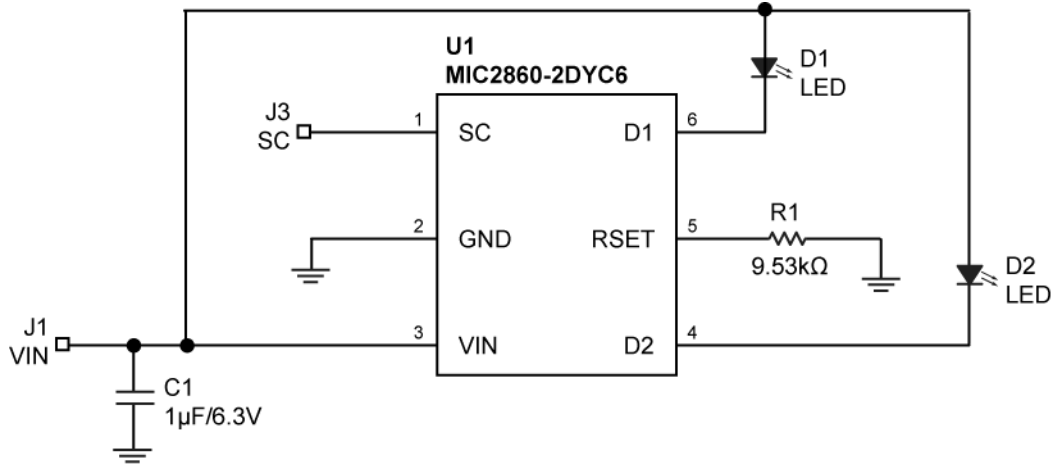 U1
MIC2860-2DYC6
D1
LED
J3
SC
1
SC
D1
6
2
GND
RSET
5
R1
9.53kΩ
D2
LED
J1
VIN
3
VIN
D2
4
C1
1µF/6.3V